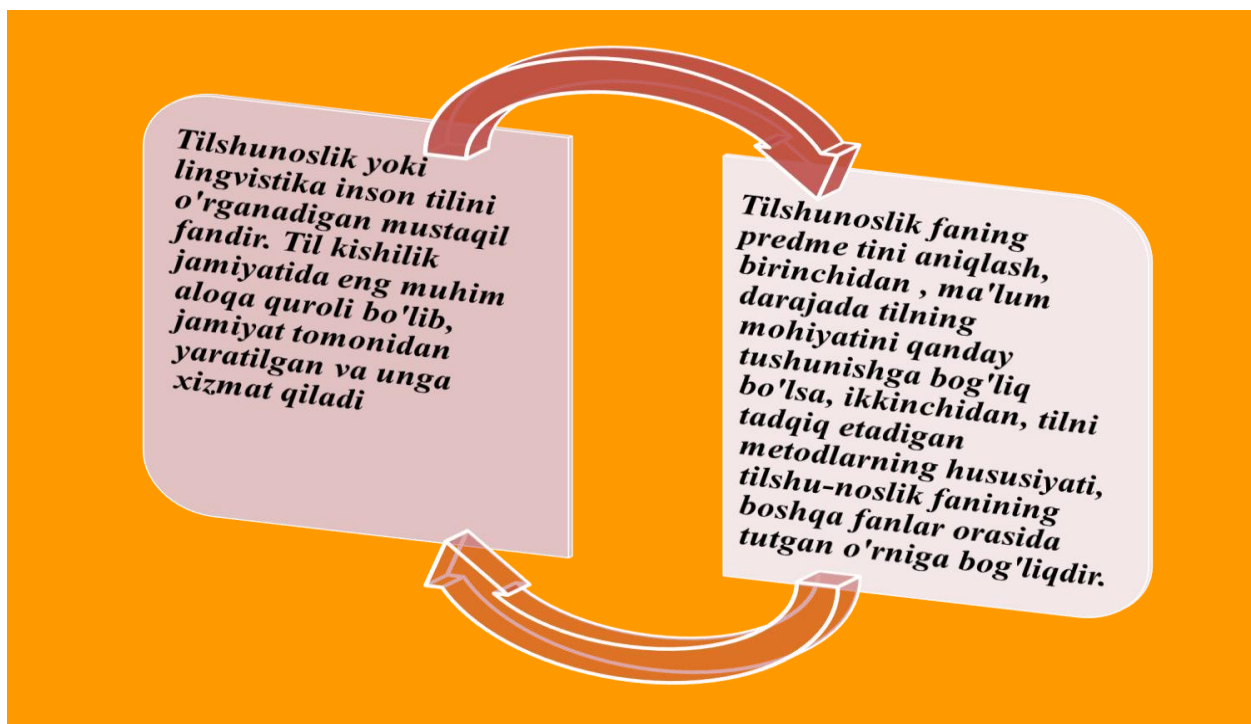 Tilshunoslik yoki
lingvistika inson tilini
o'rganadigan mustaqil
fandir. Til kishilik
jamiyatida eng muhim
aloqa quroli bo'lib,
jamiyat tomonidan
yaratilgan va unga
xizmat qiladi
Tilshunoslik faning
predme tini aniqlash,
birinchidan , ma'lum
darajada tilning
mohiyatini qanday
tushunishga bog'liq
bo'lsa, ikkinchidan, tilni
tadqiq etadigan
metodlarning hususiyati,
tilshu-noslik fanining
boshqa fanlar orasida
tutgan o'rniga bog'liqdir.